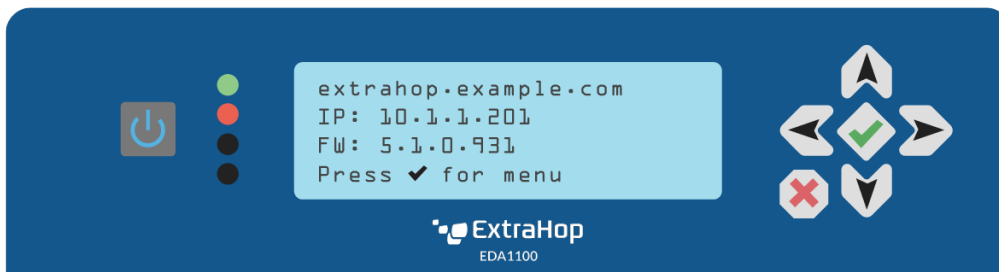 extrahop.example.com
IP: 10.1.1.201
FW: 5.1.0.931
Press ✔ for menu
ExtraHop
EDA1100